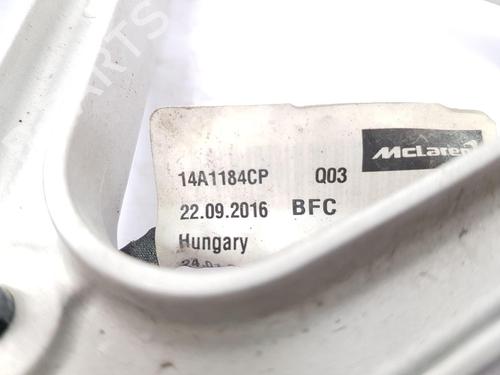 McLaren
14A1184CP Q03
22.09.2016 BFC
Hungary